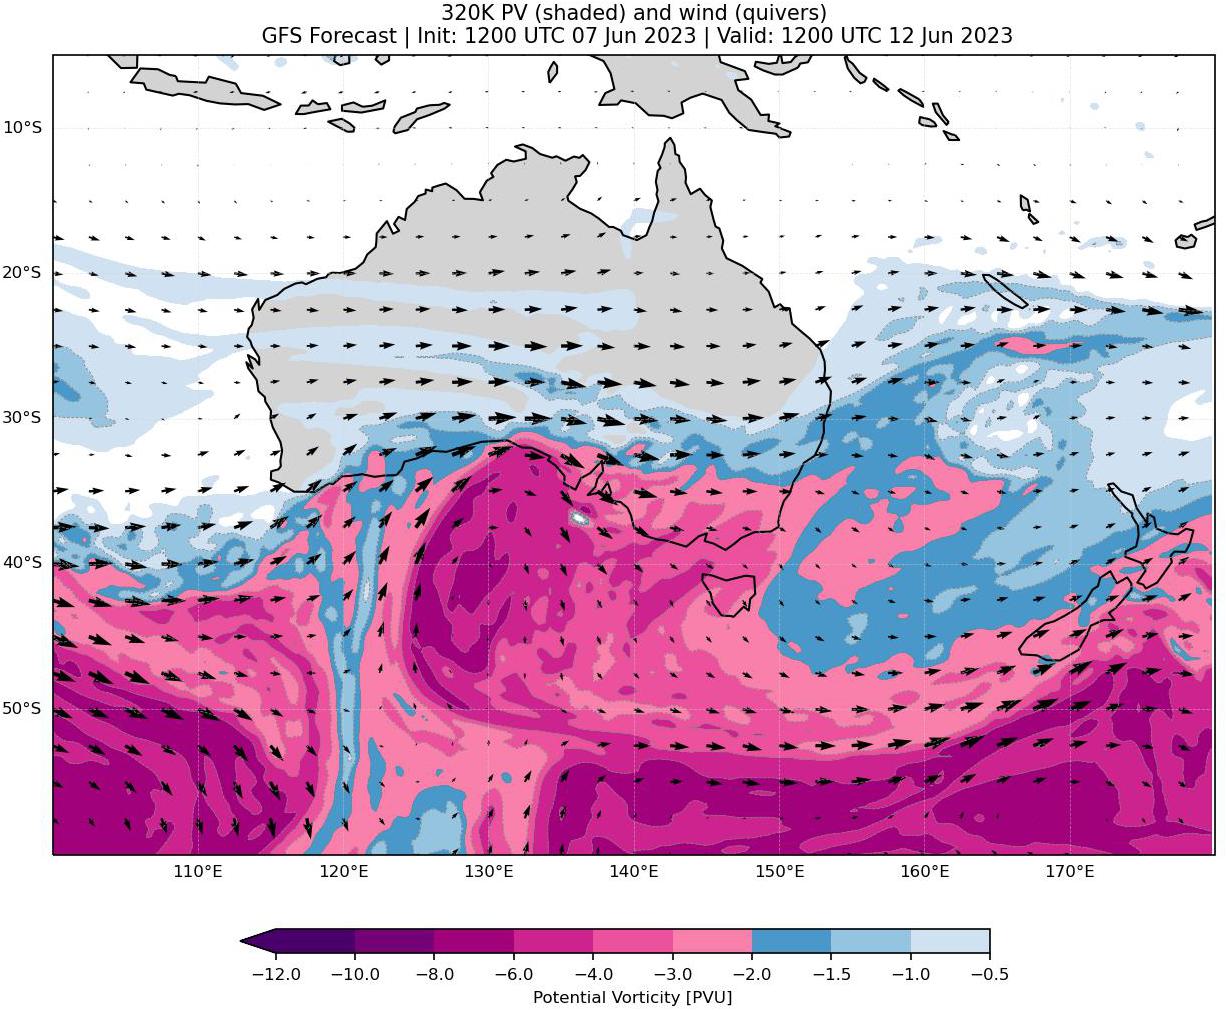 320K PV (shaded) and wind (quivers)
GFS Forecast | Init: 1200 UTC 07 Jun 2023 | Valid: 1200 UTC 12 Jun 2023
10°S
20°S
30°S
40°S
50°S
110°E 120°E 130°E 140°E 150°E 160°E 170°E
−12.0 −10.0 −8.0 −6.0 −4.0 −3.0 −2.0 −1.5 −1.0 −0.5
Potential Vorticity [PVU]